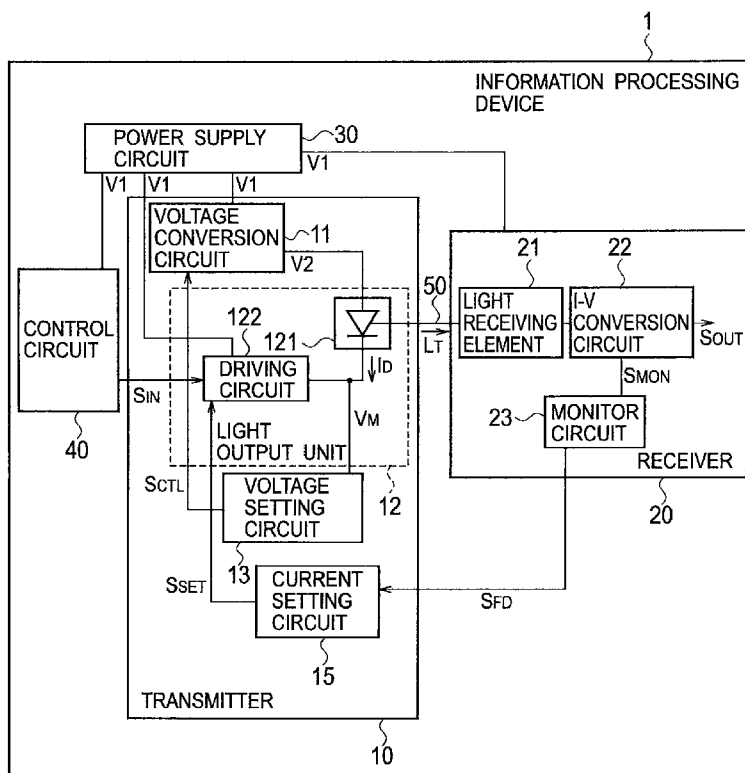 1
INFORMATION PROCESSING
DEVICE
POWER SUPPLY
CIRCUIT
30
V1
V1
V1
V1
VOLTAGE
CONVERSION
CIRCUIT
11
V2
21
22
50
LIGHT
RECEIVING
ELEMENT
I-V
CONVERSION
CIRCUIT
SOUT
LT
CONTROL
CIRCUIT
122
121
DRIVING
CIRCUIT
ID
SIN
SMON
40
23
MONITOR
CIRCUIT
VM
LIGHT
OUTPUT UNIT
RECEIVER
SCTL
VOLTAGE
SETTING
CIRCUIT
12
20
13
SSET
CURRENT
SETTING
CIRCUIT
SFD
15
TRANSMITTER
10